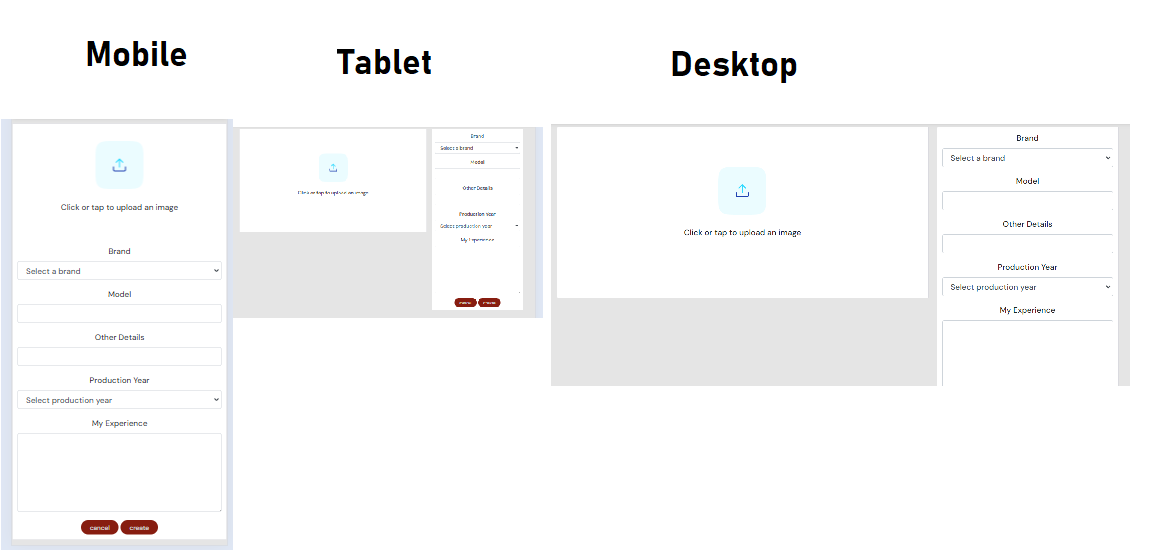 Mobile
Tablet
Desktop
Click or tap to upload an image
Brand
Select a brand
Model
Other Details
Production Year
Select production year
My Experience
cancel
create
Click or tap to upload an image
Brand
Select a brand
Model
Other Details
Production Year
Select production year
My Experience
cancel
create
Click or tap to upload an image
Brand
Select a brand
Model
Other Details
Production Year
Select production year
My Experience